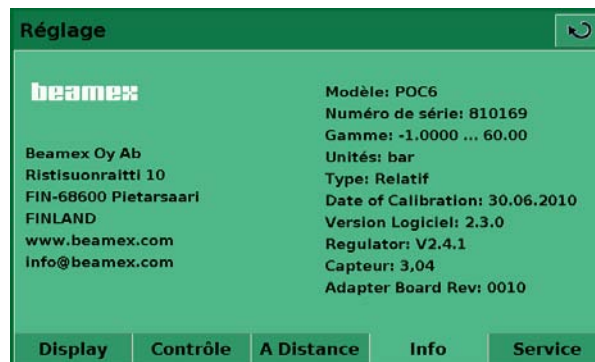 Réglage
beamex
Beamex Oy Ab
Ristisuonraitti 10
FIN-68600 Pietarsaari
FINLAND
www.beamex.com
info@beamex.com
Modèle: POC6
Numéro de série: 810169
Gamme: -1.0000 ... 60.00
Unités: bar
Type: Relatif
Date of Calibration: 30.06.2010
Version Logiciel: 2.3.0
Regulator: V2.4.1
Capteur: 3,04
Adapter Board Rev: 0010
Display Contrôle A Distance Info Service